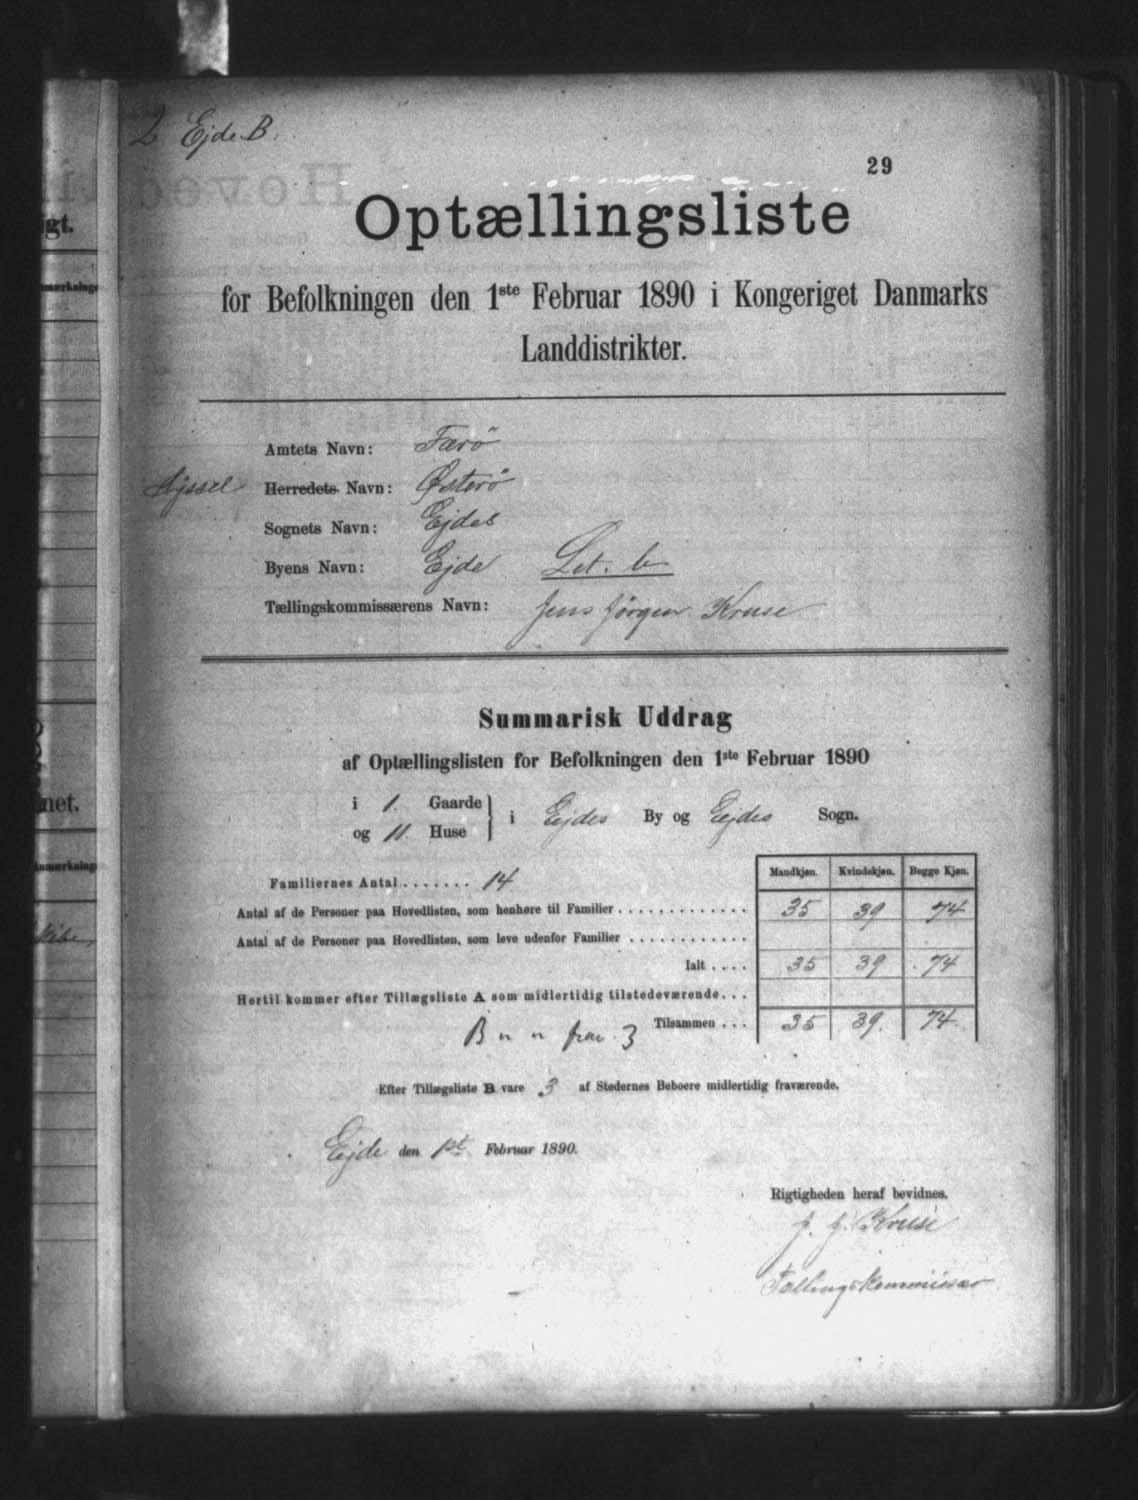 2 Ejde B.
29
Optællingsliste
for Befolkningen den 1ste Februar 1890 i Kongeriget Danmarks
Landdistrikter.
Amtets Navn: Færö
Syssel Herredets Navn: Østerö
Sognets Navn: Ejdes
Byens Navn: Ejde Let. b
Tællingskommissærens Navn: Jens Jörgen Kruse
Summarisk Uddrag
af Optællingslisten for Befolkningen den 1ste Februar 1890
i 1. Gaarde
og 11. Huse } i Ejdes By og Ejdes Sogn.
Mandkjøn. Kvindekjøn. Begge Kjøn.
Familiernes Antal . . . . . . . 14
Antal af de Personer paa Hovedlisten, som henhøre til Familier . . . . . . . . . . . . . 35 39 74
Antal af de Personer paa Hovedlisten, som leve udenfor Familier . . . . . . . . . . . .
Ialt . . . . 35 39 74
Hertil kommer efter Tillægsliste A som midlertidig tilstedeværende. . .
B " " frav. 3 Tilsammen . . . 35 39. 74
Efter Tillægsliste B vare 3 af Stedernes Beboere midlertidig fraværende.
Ejde den 1st Februar 1890.
Rigtigheden heraf bevidnes.
J. J. Kruse
Tællingskommissær